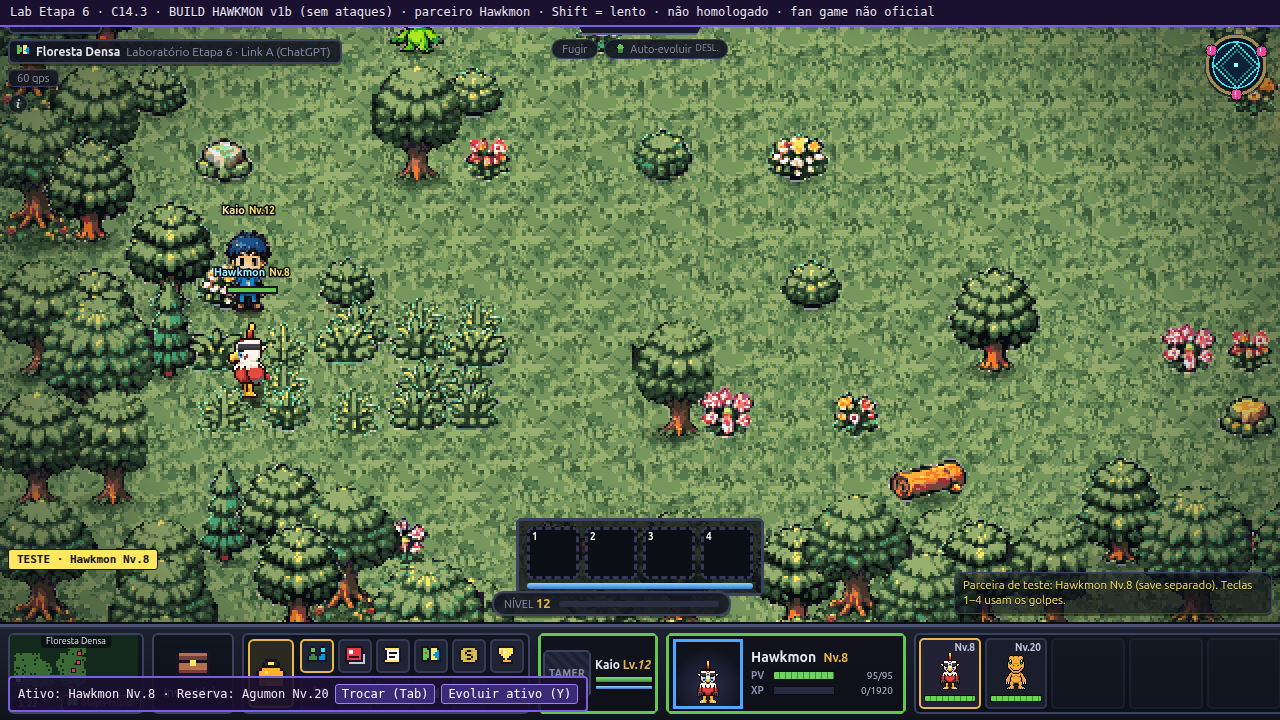 Lab Etapa 6 · C14.3 · BUILD HAWKMON v1b (sem ataques) · parceiro Hawkmon · Shift = lento · não homologado · fan game não oficial
Floresta Densa Laboratório Etapa 6 · Link A (ChatGPT)
Fugir
Auto-evoluir DESL.
60 qps
i
Kaio Nv.12
Hawkmon Nv.8
1 2 3 4
TESTE · Hawkmon Nv.8
Parceira de teste: Hawkmon Nv.8 (save separado). Teclas
1–4 usam os golpes.
NÍVEL 12
Floresta Densa
TAMER
Kaio Lv.12
Hawkmon Nv.8
PV 95/95
XP 0/1920
Nv.8
Nv.20
Ativo: Hawkmon Nv.8 · Reserva: Agumon Nv.20 Trocar (Tab) Evoluir ativo (Y)